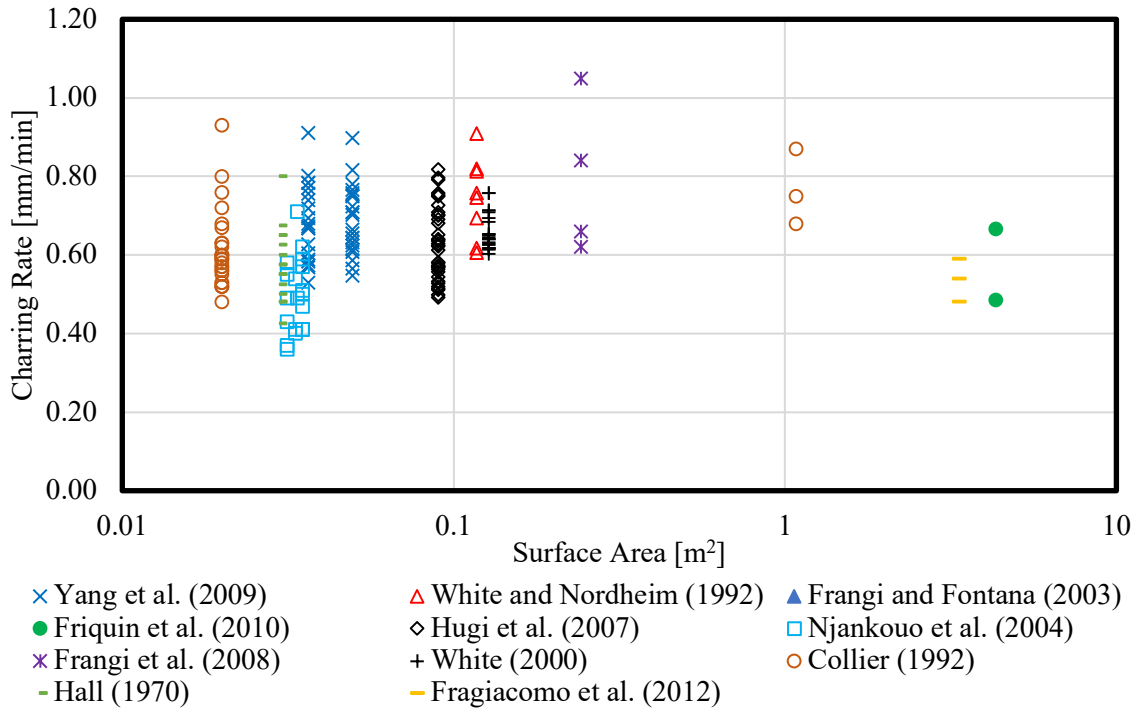 1.20
1.00
0.80
0.60
0.40
0.20
0.00
Charring Rate [mm/min]
0.01 0.1 1 10
Surface Area [m²]
Yang et al. (2009) White and Nordheim (1992) Frangi and Fontana (2003)
Friquin et al. (2010) Hugi et al. (2007) Njankouo et al. (2004)
Frangi et al. (2008) White (2000) Collier (1992)
Hall (1970) Fragiacomo et al. (2012)